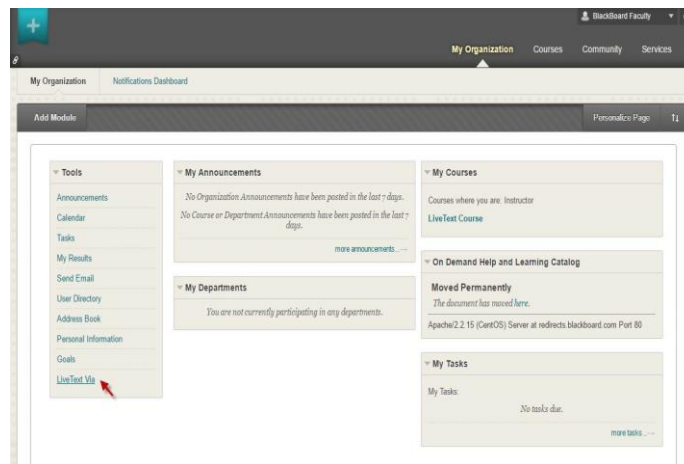 BlackBoard Faculty
My Organization Courses Community Services
My Organization Notifications Dashboard
Add Module Personalize Page
Tools
Announcements
Calendar
Tasks
My Results
Send Email
User Directory
Address Book
Personal Information
Goals
LiveText Via
My Announcements
No Organization Announcements have been posted in the last 7 days.
No Course or Department Announcements have been posted in the last 7
days.
more announcements...
My Departments
You are not currently participating in any departments.
My Courses
Courses where you are: Instructor
LiveText Course
On Demand Help and Learning Catalog
Moved Permanently
The document has moved here.
Apache/2.2.15 (CentOS) Server at redirects.blackboard.com Port 80
My Tasks
My Tasks:
No tasks due.
more tasks...